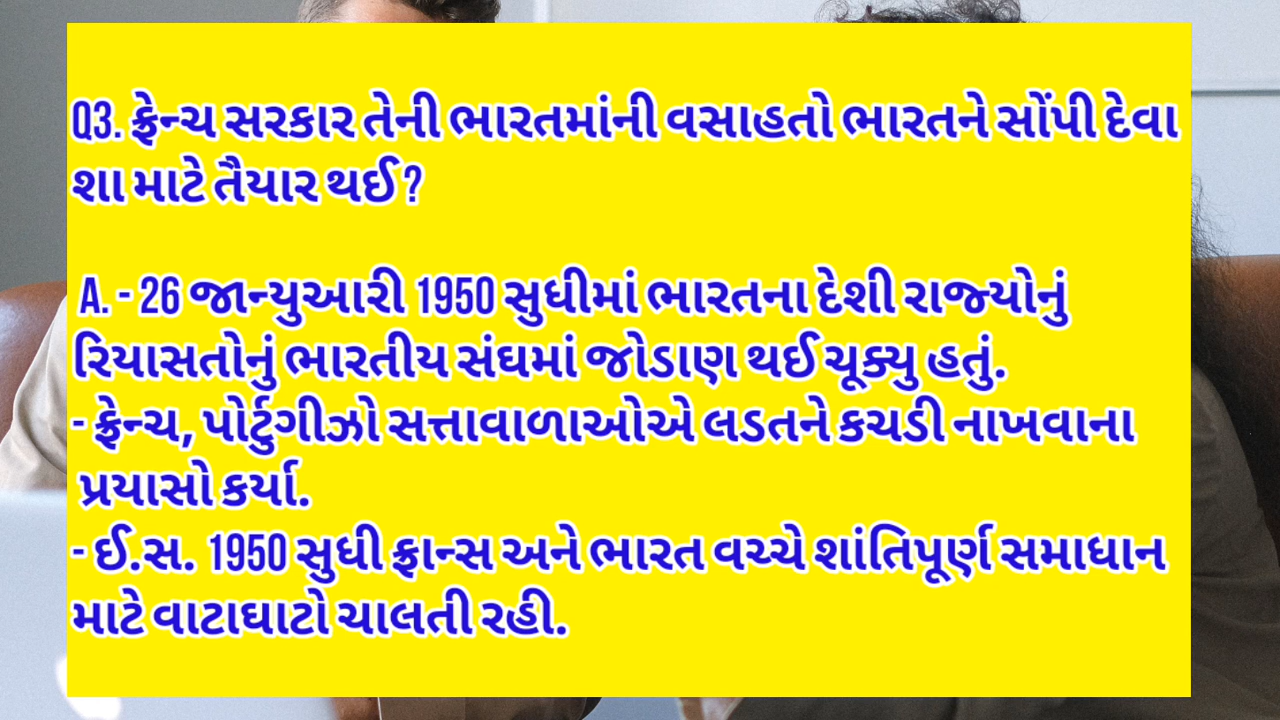 Q3. ફ્રેન્ચ સરકાર તેની ભારતમાંની વસાહતો ભારતને સોંપી દેવા
શા માટે તૈયાર થઈ ?
A. - 26 જાન્યુઆરી 1950 સુધીમાં ભારતના દેશી રાજ્યોનું
રિયાસતોનું ભારતીય સંઘમાં જોડાણ થઈ ચૂક્યુ હતું.
- ફ્રેન્ચ, પોર્ટુગીઝો સત્તાવાળાઓએ લડતને કચડી નાખવાના
પ્રયાસો કર્યા.
- ઈ.સ. 1950 સુધી ફ્રાન્સ અને ભારત વચ્ચે શાંતિપૂર્ણ સમાધાન
માટે વાટાઘાટો ચાલતી રહી.